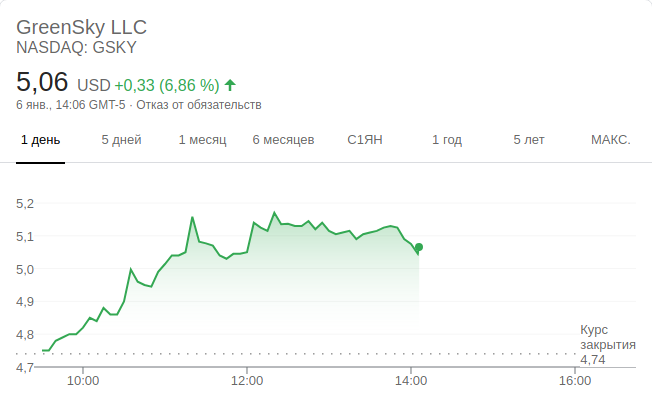 GreenSky LLC
NASDAQ: GSKY
5,06 USD +0,33 (6,86 %)
6 янв., 14:06 GMT-5 · Отказ от обязательств
1 день 5 дней 1 месяц 6 месяцев С1ЯН 1 год 5 лет МАКС.
5,2
5,1
5,0
4,9
4,8
4,7
Курс
закрытия
4,74
10:00 12:00 14:00 16:00